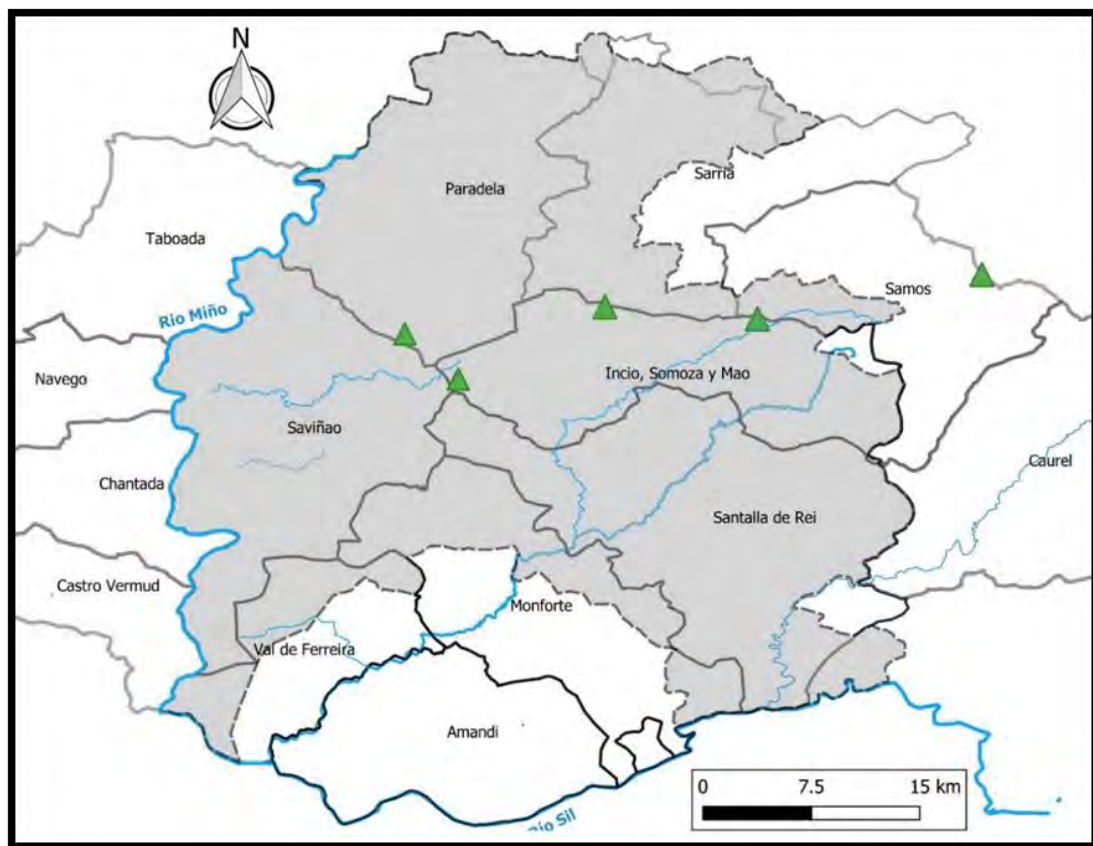 N
Sarria
Paradela
Taboada
Samos
Rio Miño
Navego
Incio, Somoza y Mao
Saviñao
Caurel
Chantada
Santalla de Rei
Castro Vermud
Monforte
Val de Ferreira
Amandi
0 7.5 15 km
Río Sil